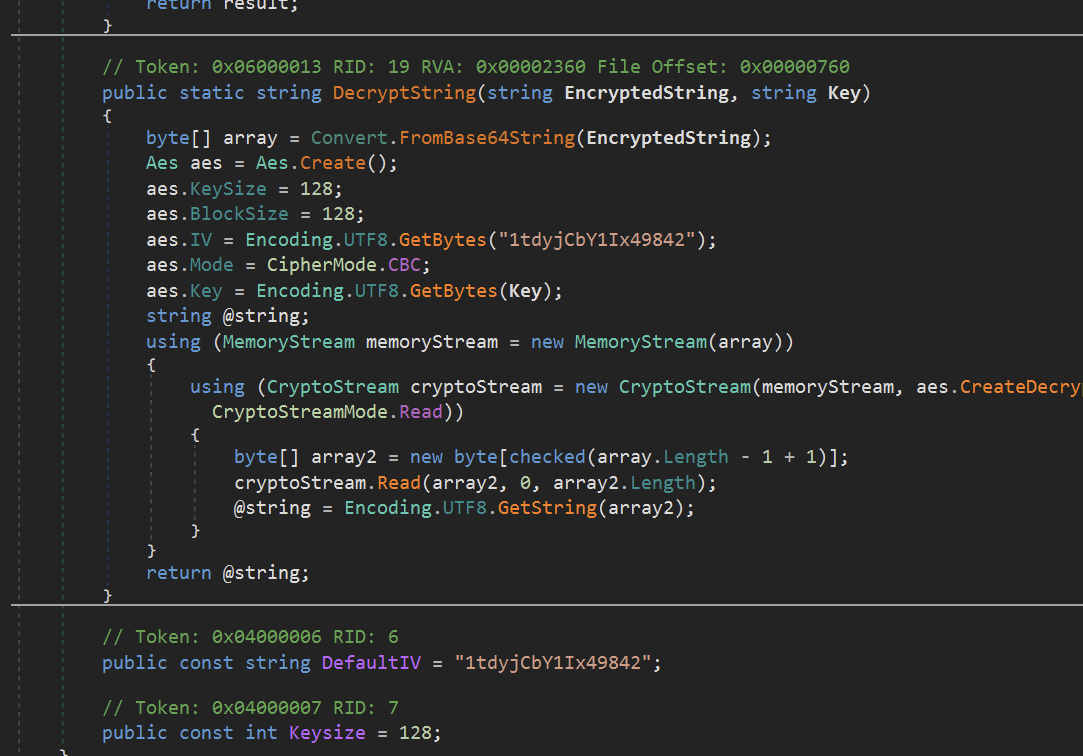 return result;
}
// Token: 0x06000013 RID: 19 RVA: 0x00002360 File Offset: 0x00000760
public static string DecryptString(string EncryptedString, string Key)
{
byte[] array = Convert.FromBase64String(EncryptedString);
Aes aes = Aes.Create();
aes.KeySize = 128;
aes.BlockSize = 128;
aes.IV = Encoding.UTF8.GetBytes("1tdyjCbY1Ix49842");
aes.Mode = CipherMode.CBC;
aes.Key = Encoding.UTF8.GetBytes(Key);
string @string;
using (MemoryStream memoryStream = new MemoryStream(array))
{
using (CryptoStream cryptoStream = new CryptoStream(memoryStream, aes.CreateDecry
CryptoStreamMode.Read))
{
byte[] array2 = new byte[checked(array.Length - 1 + 1)];
cryptoStream.Read(array2, 0, array2.Length);
@string = Encoding.UTF8.GetString(array2);
}
}
return @string;
}
// Token: 0x04000006 RID: 6
public const string DefaultIV = "1tdyjCbY1Ix49842";
// Token: 0x04000007 RID: 7
public const int Keysize = 128;
}